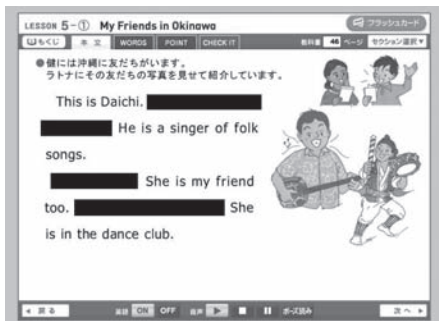 LESSON 5-① My Friends in Okinawa
フラッシュカード
もくじ 本文 WORDS POINT CHECK IT 教科書 46 ページ セクション選択▼
●健には沖縄に友だちがいます。
ラトナにその友だちの写真を見せて紹介しています。
This is Daichi.
He is a singer of folk
songs.
She is my friend
too. She
is in the dance club.
◀ 戻る 英語 ON OFF 音声 ▶ ■ II ポーズ読み 次へ ▶